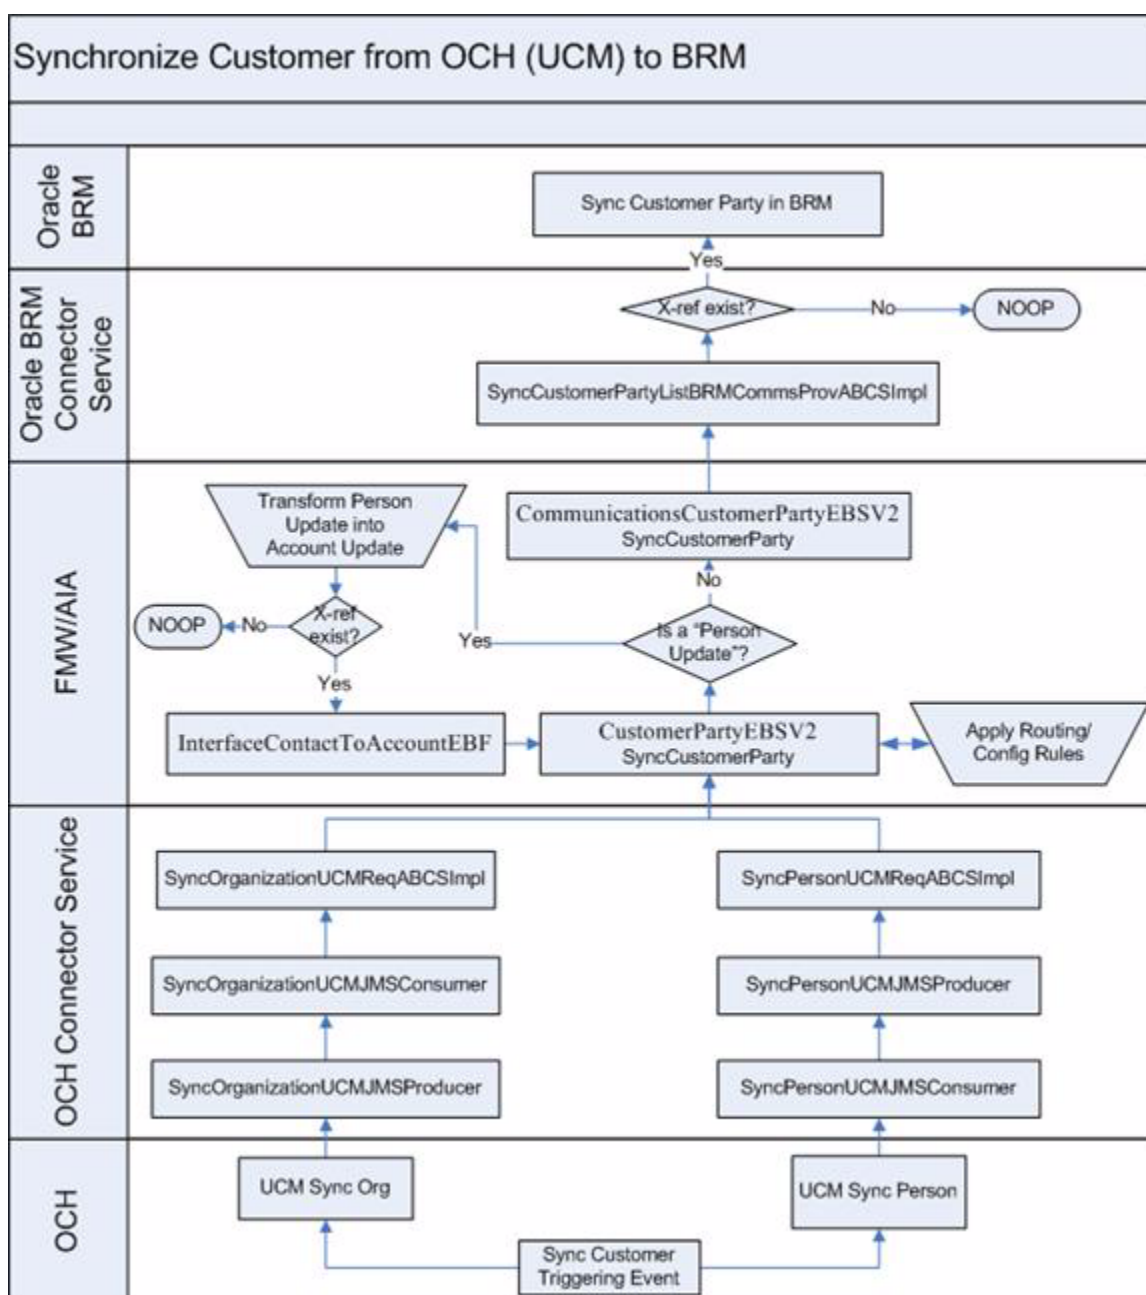 Synchronize Customer from OCH (UCM) to BRM
Oracle
BRM
Sync Customer Party in BRM
Yes
Oracle BRM
Connector
Service
X-ref exist?
No
NOOP
SyncCustomerPartyListBRMCommsProvABCSImpl
FMW/AIA
Transform Person
Update into
Account Update
CommunicationsCustomerPartyEBSV2
SyncCustomerParty
No
NOOP
No
X-ref
exist?
Yes
Is a “Person
Update”?
Yes
InterfaceContactToAccountEBF
CustomerPartyEBSV2
SyncCustomerParty
Apply Routing/
Config Rules
OCH Connector Service
SyncOrganizationUCMReqABCSImpl
SyncPersonUCMReqABCSImpl
SyncOrganizationUCMJMSConsumer
SyncPersonUCMJMSProducer
SyncOrganizationUCMJMSProducer
SyncPersonUCMJMSConsumer
OCH
UCM Sync Org
UCM Sync Person
Sync Customer
Triggering Event